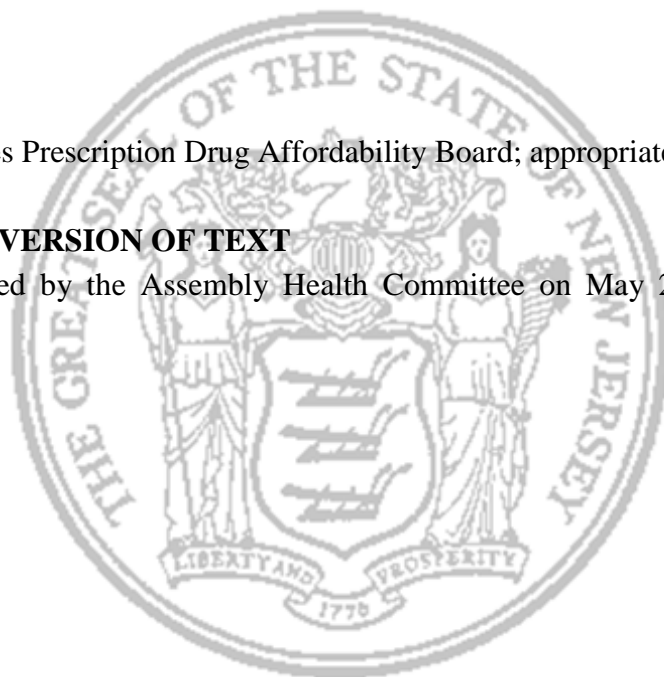 THE GREAT SEAL OF THE STATE OF NEW JERSEY
es Prescription Drug Affordability Board; appropriate
VERSION OF TEXT
ed by the Assembly Health Committee on May 2
LIBERTY AND PROSPERITY
1776